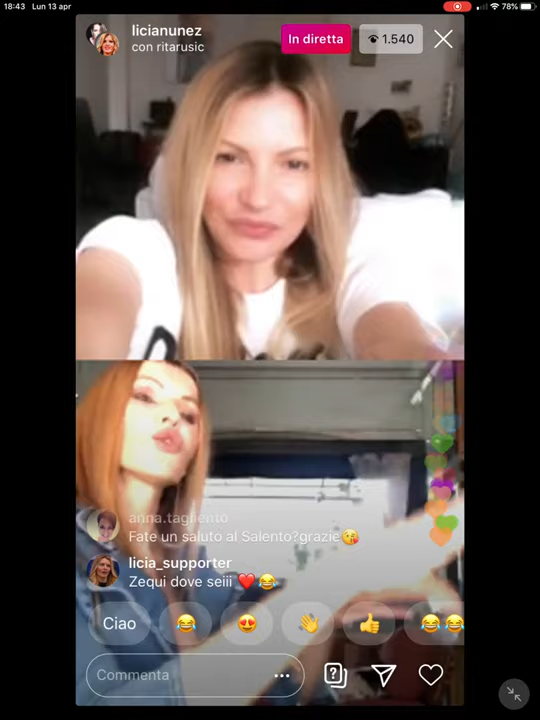 18:43 Lun 13 apr
78%
licianunez
con ritarusic
In diretta
1.540
anna.tagliento
Fate un saluto al Salento?grazie😘
licia_supporter
Zequi dove seiii ❤️😂
Ciao
Commenta